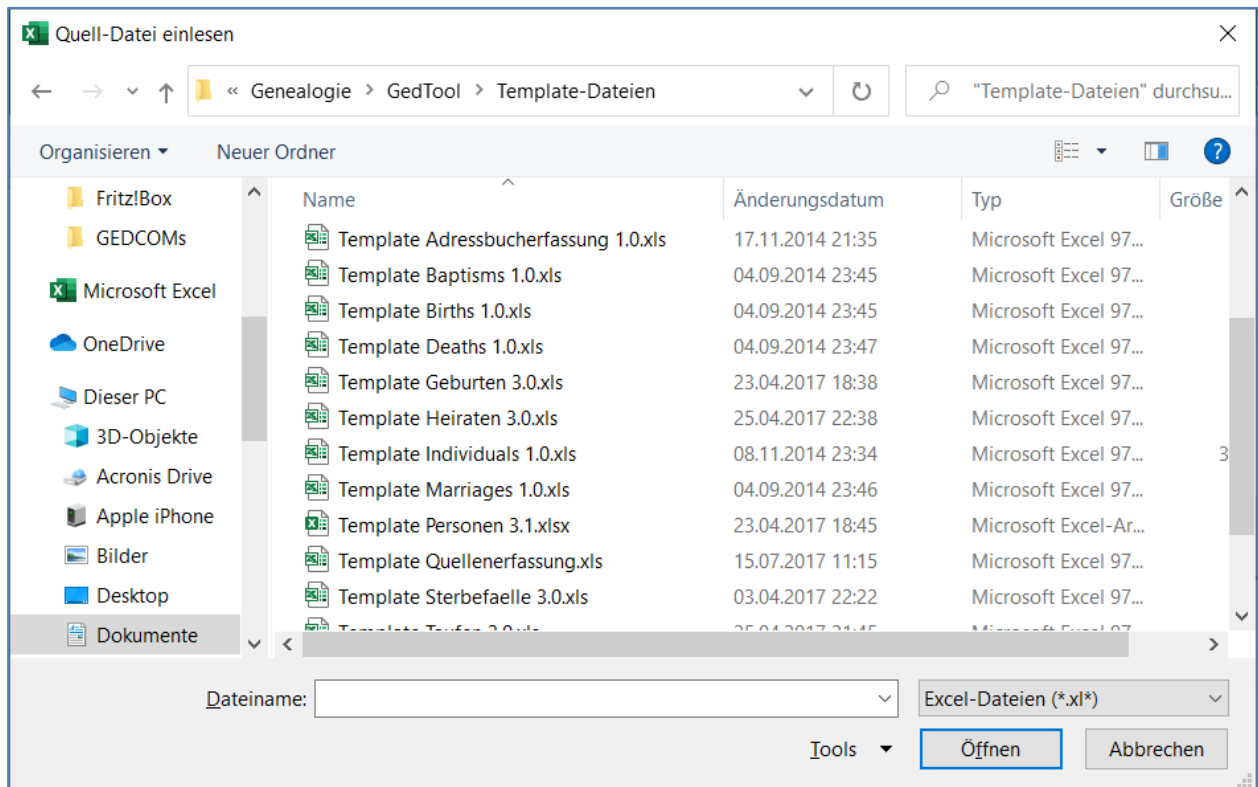 Quell-Datei einlesen
« Genealogie > GedTool > Template-Dateien
"Template-Dateien" durchsu...
Organisieren Neuer Ordner
Name Änderungsdatum Typ Größe
Fritz!Box
GEDCOMs
Microsoft Excel
OneDrive
Dieser PC
3D-Objekte
Acronis Drive
Apple iPhone
Bilder
Desktop
Dokumente
Template Adressbucherfassung 1.0.xls 17.11.2014 21:35 Microsoft Excel 97...
Template Baptisms 1.0.xls 04.09.2014 23:45 Microsoft Excel 97...
Template Births 1.0.xls 04.09.2014 23:45 Microsoft Excel 97...
Template Deaths 1.0.xls 04.09.2014 23:47 Microsoft Excel 97...
Template Geburten 3.0.xls 23.04.2017 18:38 Microsoft Excel 97...
Template Heiraten 3.0.xls 25.04.2017 22:38 Microsoft Excel 97...
Template Individuals 1.0.xls 08.11.2014 23:34 Microsoft Excel 97... 3
Template Marriages 1.0.xls 04.09.2014 23:46 Microsoft Excel 97...
Template Personen 3.1.xlsx 23.04.2017 18:45 Microsoft Excel-Ar...
Template Quellenerfassung.xls 15.07.2017 11:15 Microsoft Excel 97...
Template Sterbefaelle 3.0.xls 03.04.2017 22:22 Microsoft Excel 97...
Dateiname: Excel-Dateien (*.xl*)
Tools Öffnen Abbrechen